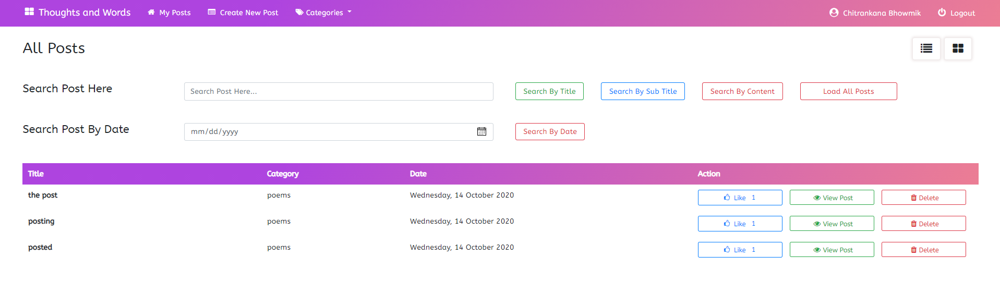 Thoughts and Words My Posts Create New Post Categories Chitrankana Bhowmik Logout
All Posts
Search Post Here Search Post Here... Search By Title Search By Sub Title Search By Content Load All Posts
Search Post By Date mm/dd/yyyy Search By Date
Title Category Date Action
the post poems Wednesday, 14 October 2020 Like 1 View Post Delete
posting poems Wednesday, 14 October 2020 Like 1 View Post Delete
posted poems Wednesday, 14 October 2020 Like 1 View Post Delete